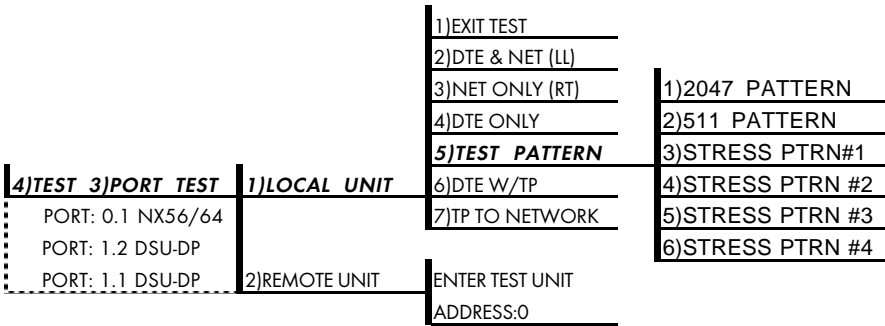 1)EXIT TEST
2)DTE & NET (LL)
3)NET ONLY (RT)
4)DTE ONLY
5)TEST PATTERN
6)DTE W/TP
7)TP TO NETWORK
1)2047 PATTERN
2)511 PATTERN
3)STRESS PTRN#1
4)STRESS PTRN #2
5)STRESS PTRN #3
6)STRESS PTRN #4
4)TEST 3)PORT TEST
1)LOCAL UNIT
PORT: 0.1 NX56/64
PORT: 1.2 DSU-DP
PORT: 1.1 DSU-DP
2)REMOTE UNIT
ENTER TEST UNIT
ADDRESS:0